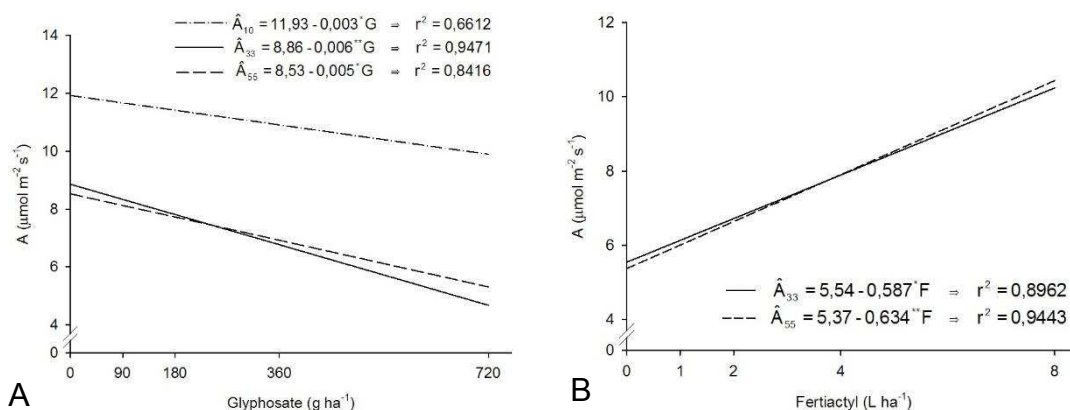 Â10 = 11,93 - 0,003*G ⇒ r² = 0,6612
Â33 = 8,86 - 0,006**G ⇒ r² = 0,9471
Â55 = 8,53 - 0,005*G ⇒ r² = 0,8416
14
12
10
8
6
4
0
A (µmol m⁻² s⁻¹)
0 90 180 360 720
Glyphosate (g ha⁻¹)
A
12
10
8
6
4
0
A (µmol m⁻² s⁻¹)
Â33 = 5,54 - 0,587*F ⇒ r² = 0,8962
Â55 = 5,37 - 0,634**F ⇒ r² = 0,9443
0 1 2 4 8
Fertiactyl (L ha⁻¹)
B